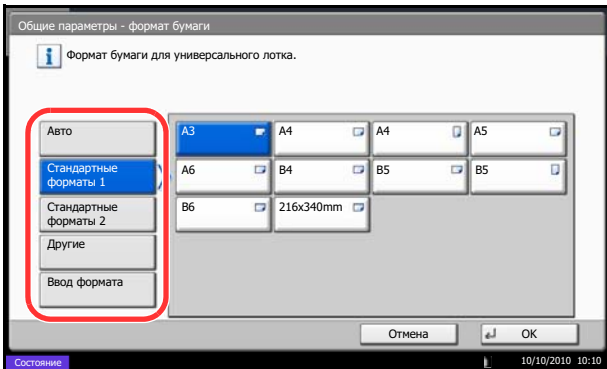 Общие параметры - формат бумаги
Формат бумаги для универсального лотка.
Авто
Стандартные
форматы 1
Стандартные
форматы 2
Другие
Ввод формата
A3
A4
A4
A5
A6
B4
B5
B5
B6
216x340mm
Отмена
OK
Состояние
10/10/2010 10:10